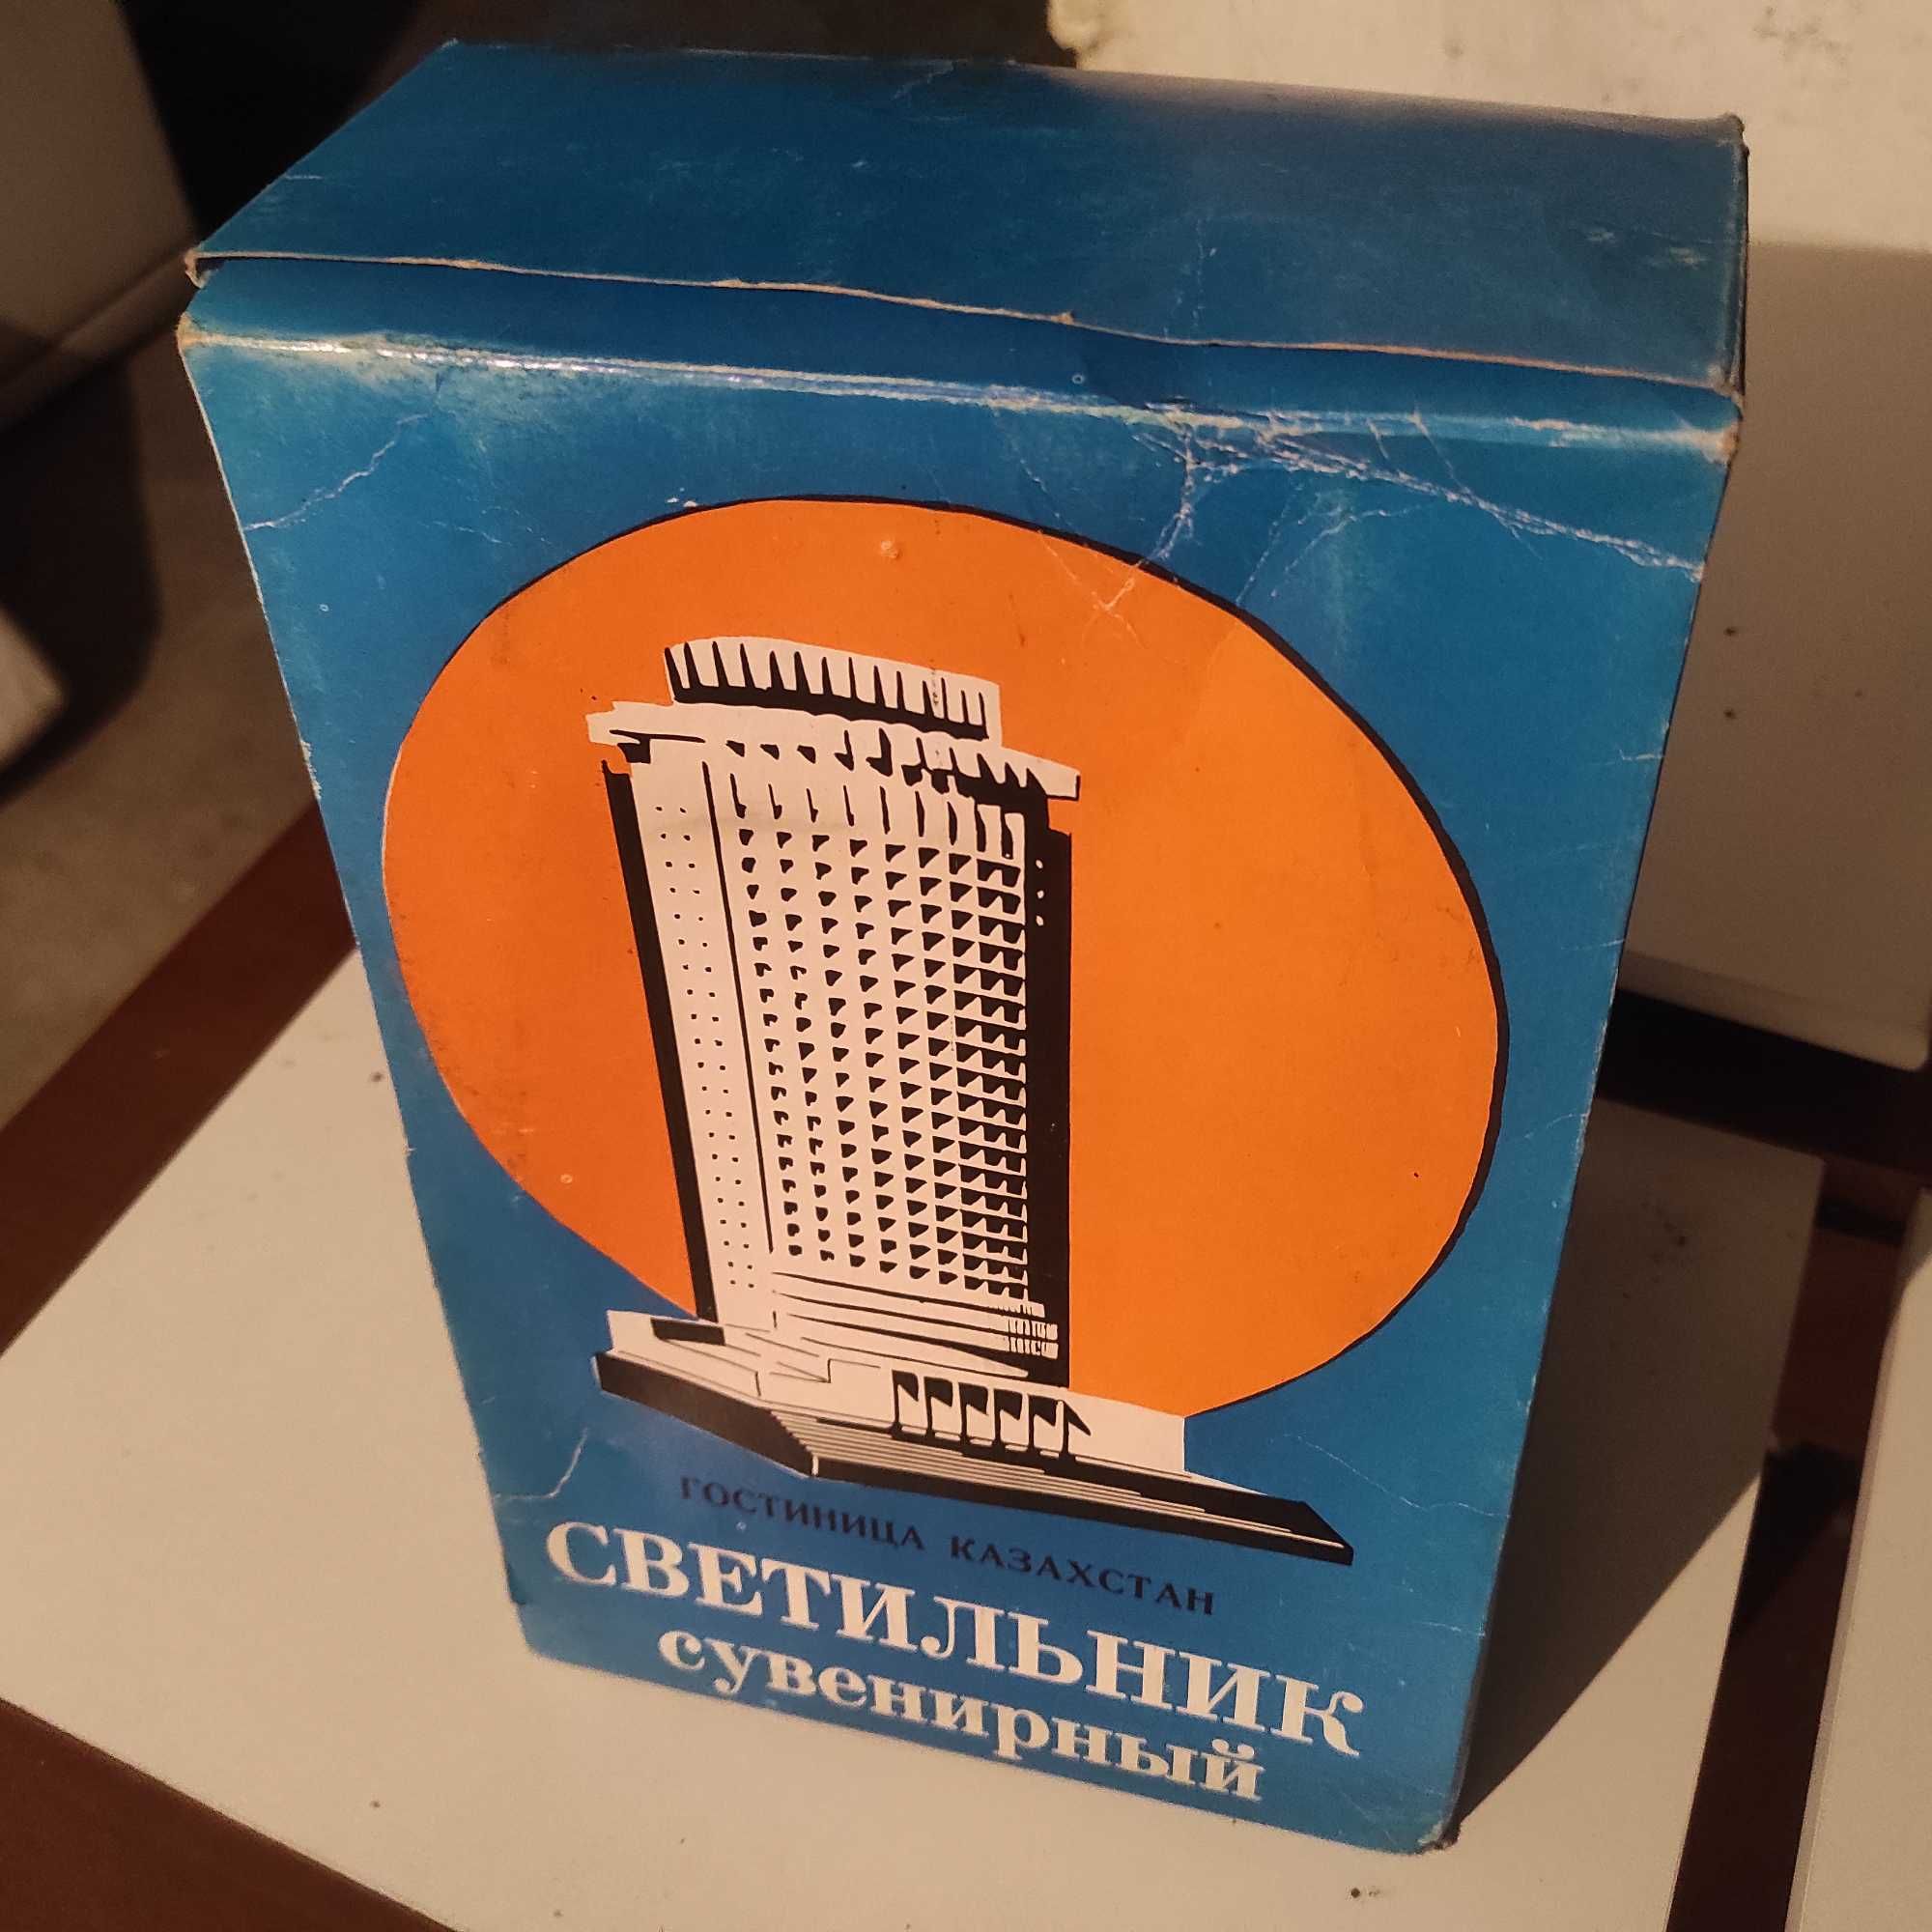 ГОСТИНИЦА КАЗАХСТАН
СВЕТИЛЬНИК
сувенирный